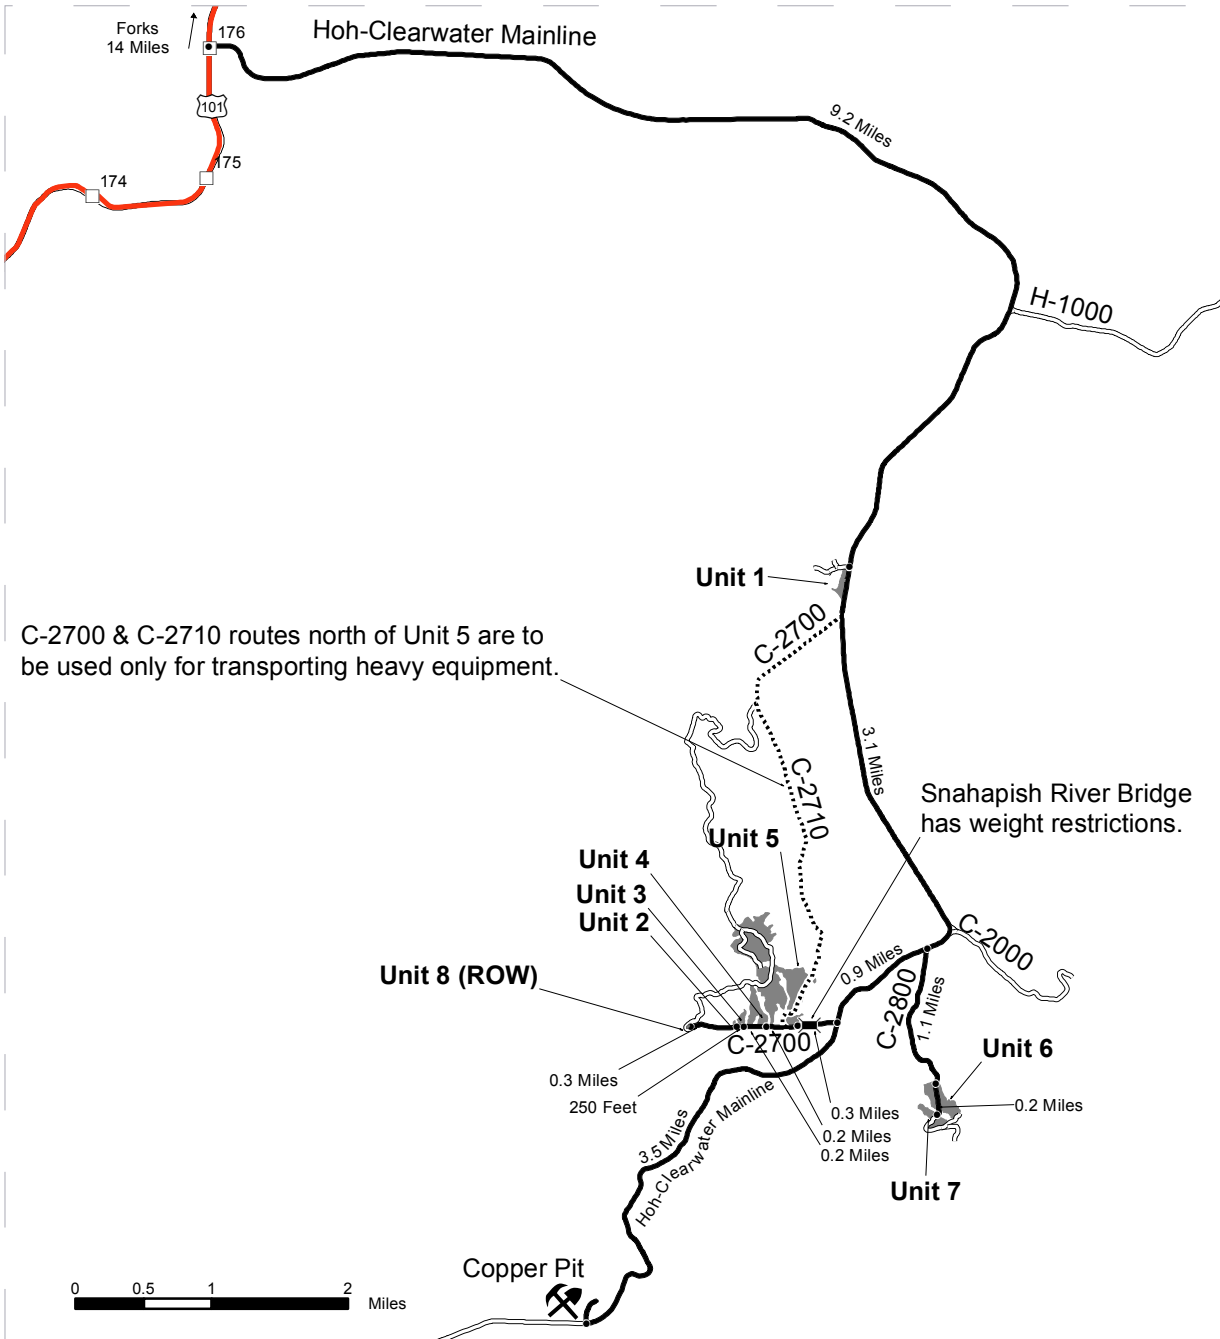 Forks
14 Miles
176
Hoh-Clearwater Mainline
101
9.2 Miles
175
174
H-1000
Unit 1
C-2700
C-2700 & C-2710 routes north of Unit 5 are to
be used only for transporting heavy equipment.
3.1 Miles
C-2710
Snahapish River Bridge
has weight restrictions.
Unit 5
Unit 4
Unit 3
Unit 2
C-2000
0.9 Miles
Unit 8 (ROW)
C-2800
1.1 Miles
C-2700
Unit 6
0.3 Miles
250 Feet
0.3 Miles
0.2 Miles
0.2 Miles
0.2 Miles
3.5 Miles
Hoh-Clearwater Mainline
Unit 7
Copper Pit
0 0.5 1 2
Miles